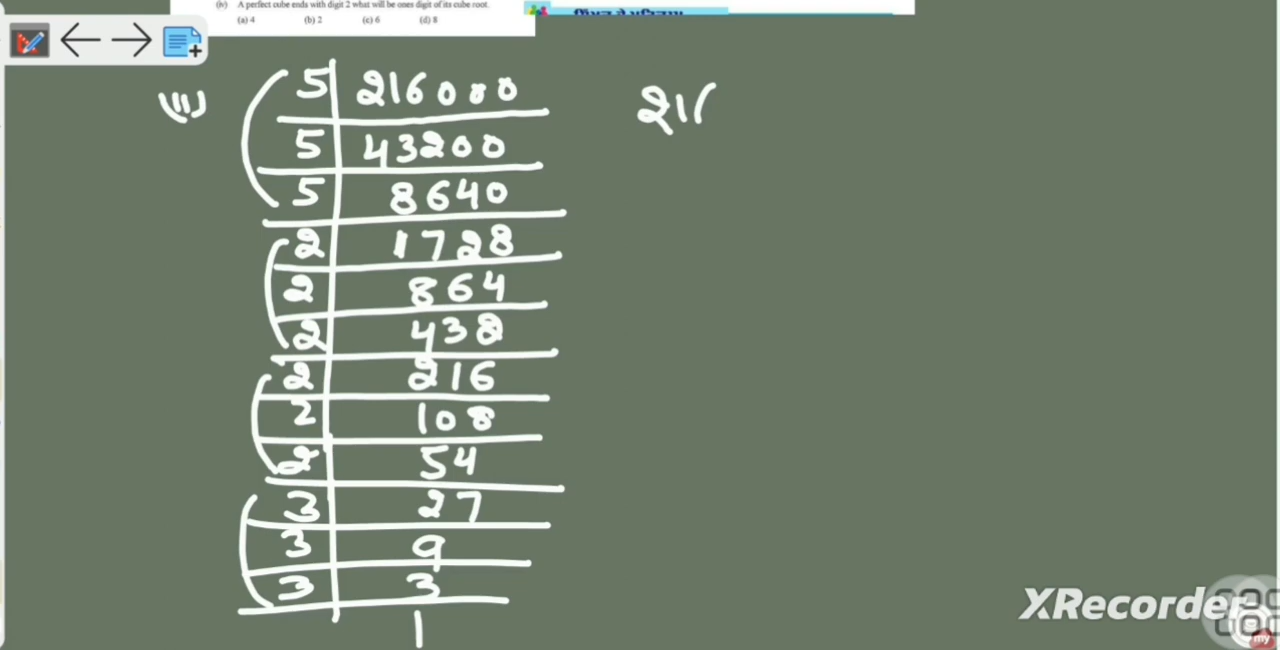 (iv) A perfect cube ends with digit 2 what will be ones digit of its cube root.
(a) 4 (b) 2 (c) 6 (d) 8
(iii) 5 | 216000 21
5 | 43200
5 | 8640
2 | 1728
2 | 864
2 | 432
2 | 216
2 | 108
2 | 54
3 | 27
3 | 9
3 | 3
1
XRecorder
my